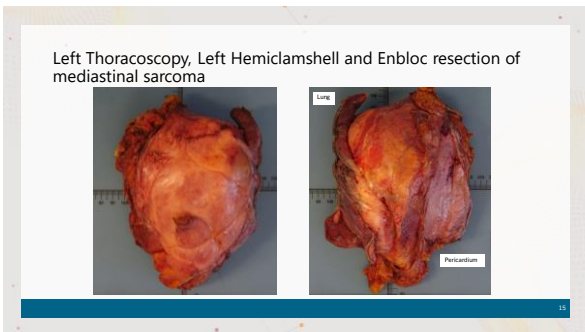 Left Thoracoscopy, Left Hemiclamshell and Enbloc resection of
mediastinal sarcoma
Lung
Pericardium
15